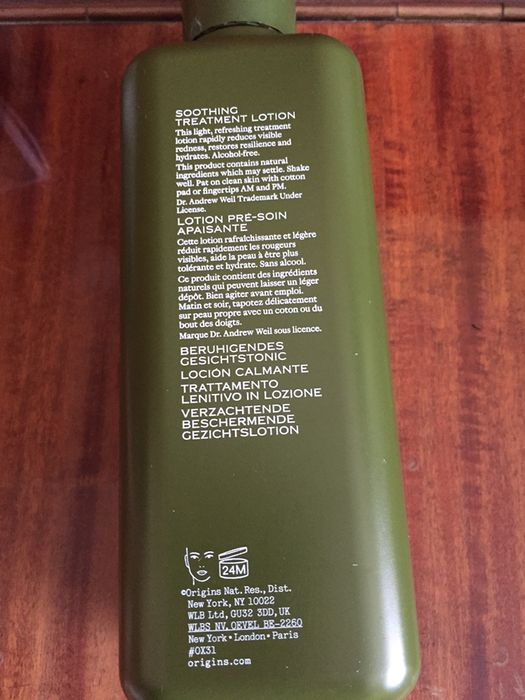 SOOTHING
TREATMENT LOTION
This light, refreshing treatment
lotion rapidly reduces visible
redness, restores resilience and
hydrates. Alcohol-free.
This product contains natural
ingredients which may settle. Shake
well. Pat on clean skin with cotton
pad or fingertips AM and PM.
Dr. Andrew Weil Trademark Under
License.
LOTION PRÉ-SOIN
APAISANTE
Cette lotion rafraîchissante et légère
réduit rapidement les rougeurs
visibles, aide la peau à être plus
tolérante et hydrate. Sans alcool.
Ce produit contient des ingrédients
naturels qui peuvent laisser un léger
dépôt. Bien agiter avant emploi.
Matin et soir, tapotez délicatement
sur peau propre avec un coton ou du
bout des doigts.
Marque Dr. Andrew Weil sous licence.
BERUHIGENDES
GESICHTSTONIC
LOCIÓN CALMANTE
TRATTAMENTO
LENITIVO IN LOZIONE
VERZACHTENDE
BESCHERMENDE
GEZICHTSLOTION
24M
©Origins Nat. Res., Dist.
New York, NY 10022
WLB Ltd, GU32 3DD, UK
WLBS NV. OEVEL BE-2260
New York · London · Paris
#OX31
origins.com